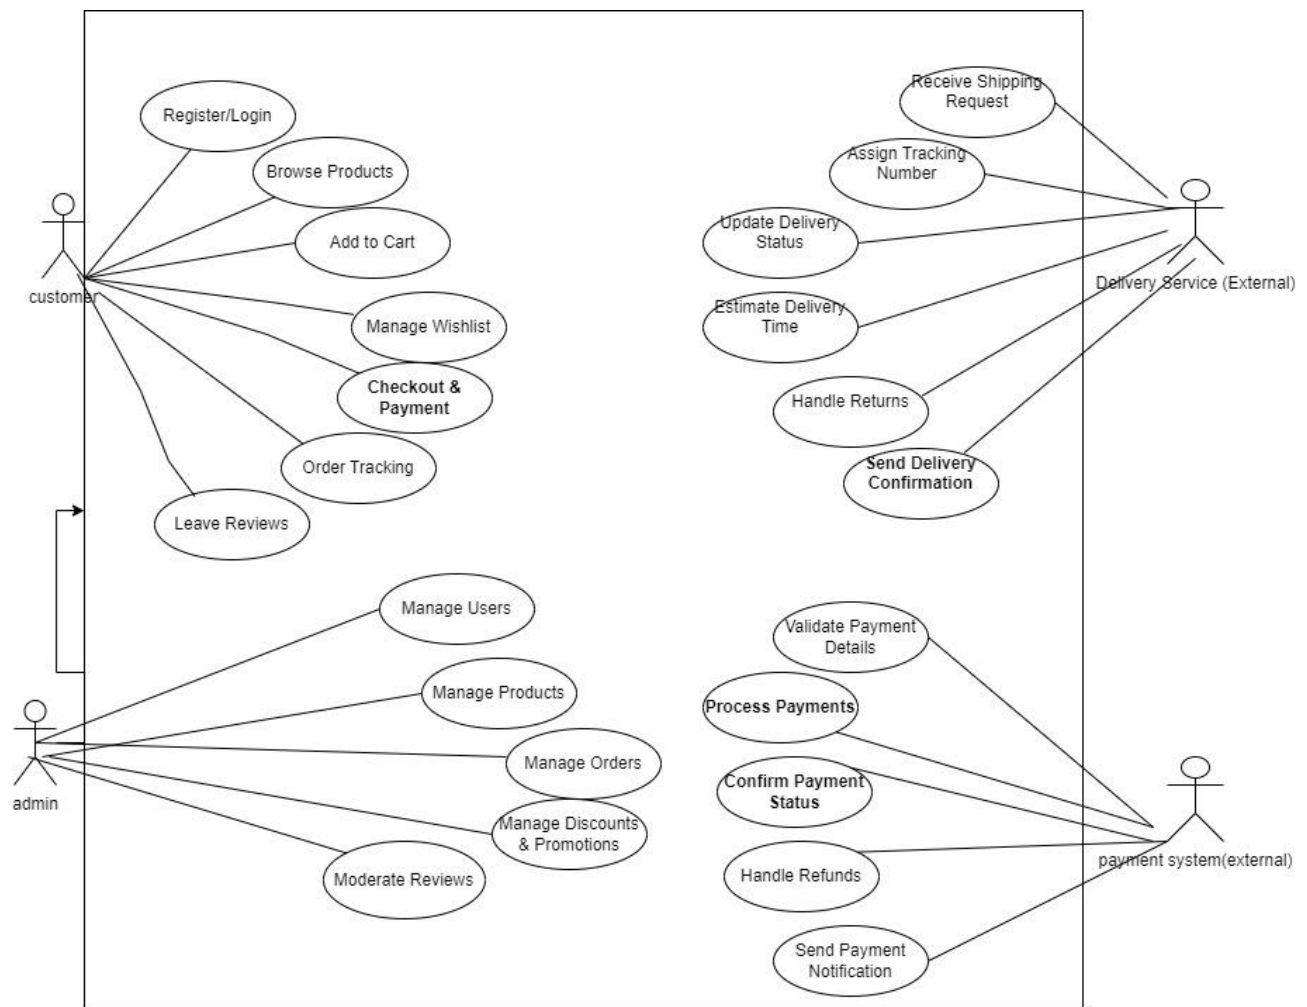 Register/Login
Browse Products
Add to Cart
customer
Manage Wishlist
Checkout &
Payment
Order Tracking
Leave Reviews
Receive Shipping
Request
Assign Tracking
Number
Update Delivery
Status
Delivery Service (External)
Estimate Delivery
Time
Handle Returns
Send Delivery
Confirmation
Manage Users
Manage Products
Manage Orders
admin
Manage Discounts
& Promotions
Moderate Reviews
Validate Payment
Details
Process Payments
Confirm Payment
Status
payment system(external)
Handle Refunds
Send Payment
Notification